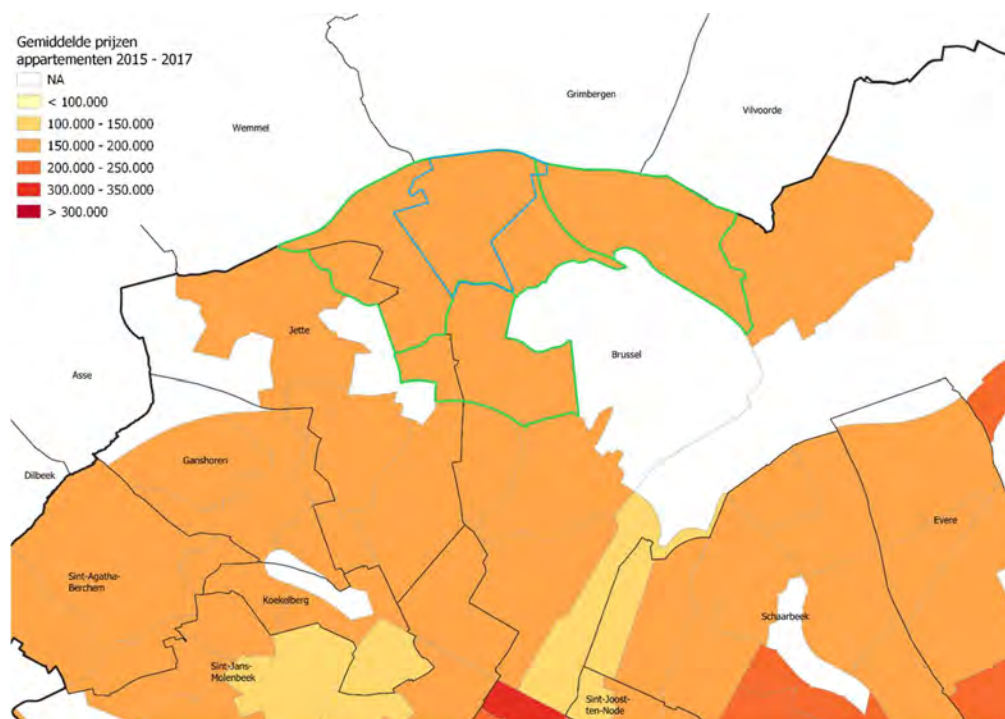 Gemiddelde prijzen
appartementen 2015 - 2017
NA
< 100.000
100.000 - 150.000
150.000 - 200.000
200.000 - 250.000
300.000 - 350.000
> 300.000
Grimbergen
Vilvoorde
Wemmel
Jette
Brussel
Asse
Ganshoren
Dilbeek
Evere
Sint-Agatha-
Berchem
Koekelberg
Schaarbeek
Sint-Jans-
Molenbeek
Sint-Joost-
ten-Node